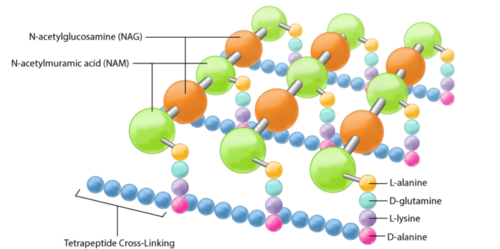 N-acetylglucosamine (NAG)
N-acetylmuramic acid (NAM)
L-alanine
D-glutamine
L-lysine
D-alanine
Tetrapeptide Cross-Linking